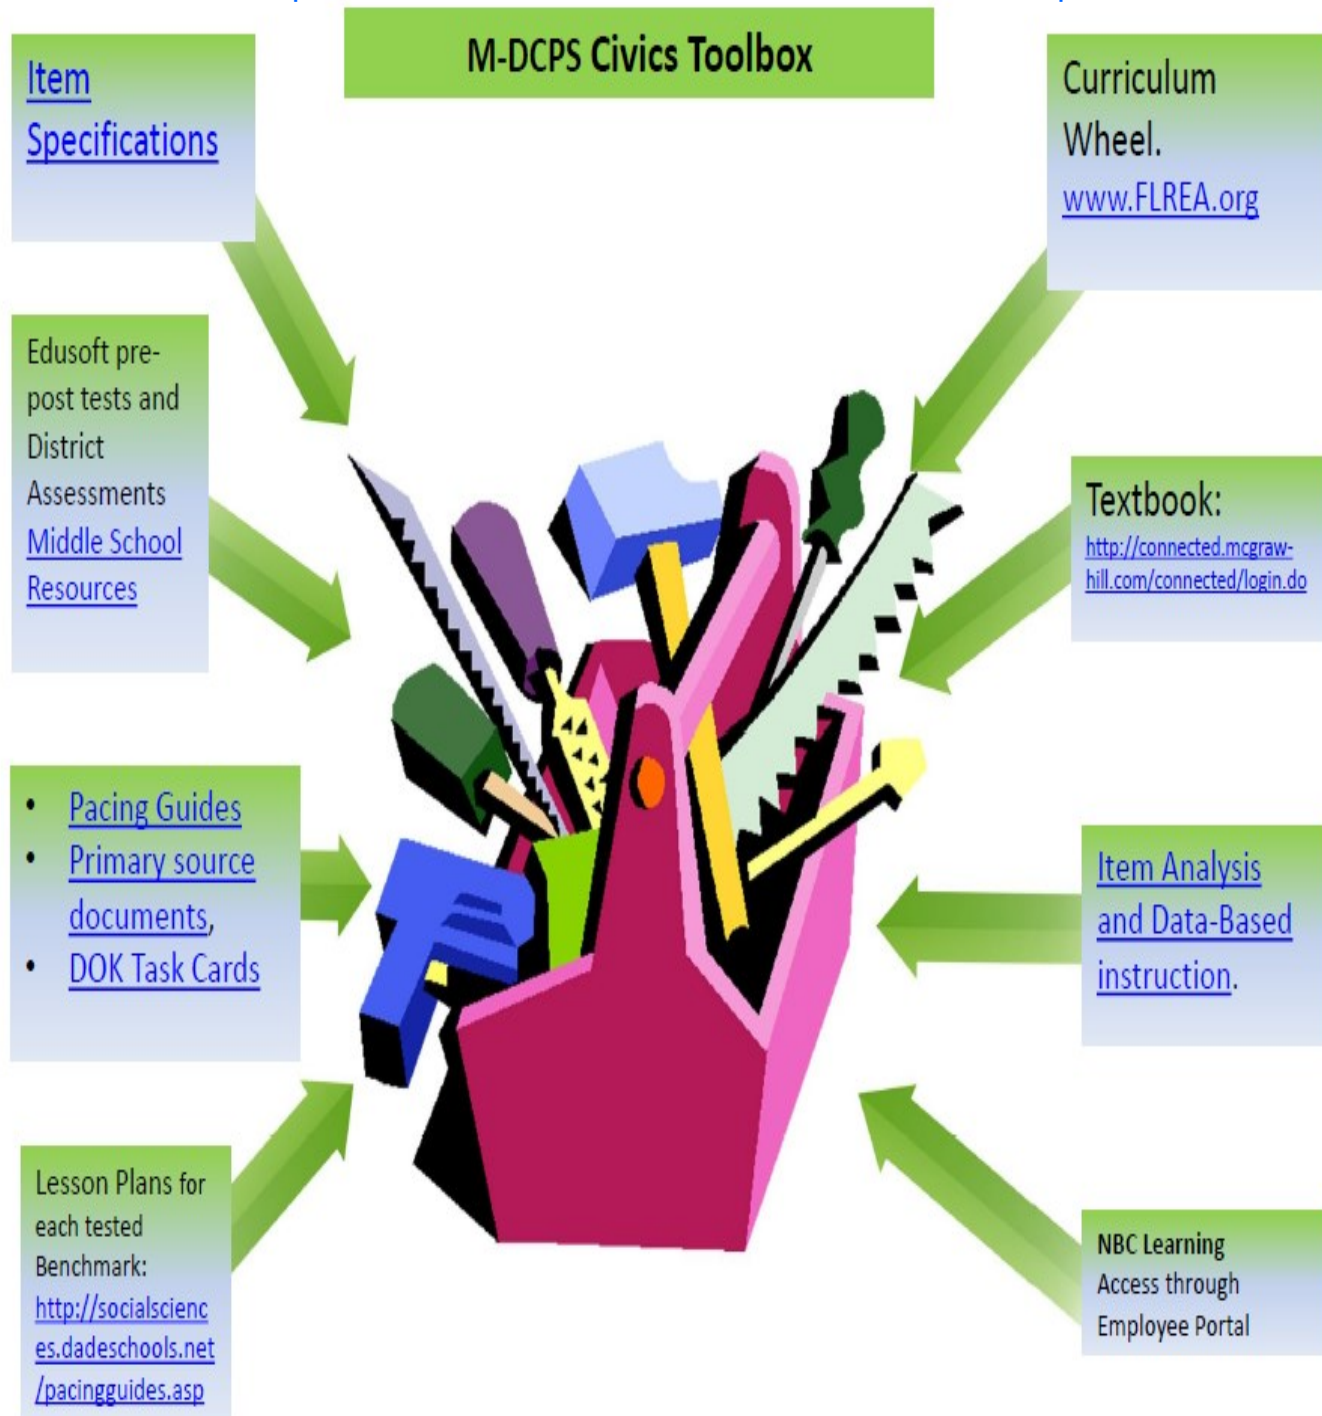 M-DCPS Civics Toolbox
Item
Specifications
Edusoft pre-
post tests and
District
Assessments
Middle School
Resources
• Pacing Guides
• Primary source
documents,
• DOK Task Cards
Lesson Plans for
each tested
Benchmark:
http://socialscienc
es.dadeschools.net
/pacingguides.asp
Curriculum
Wheel.
www.FLREA.org
Textbook:
http://connected.mcgraw-
hill.com/connected/login.do
Item Analysis
and Data-Based
instruction.
NBC Learning
Access through
Employee Portal